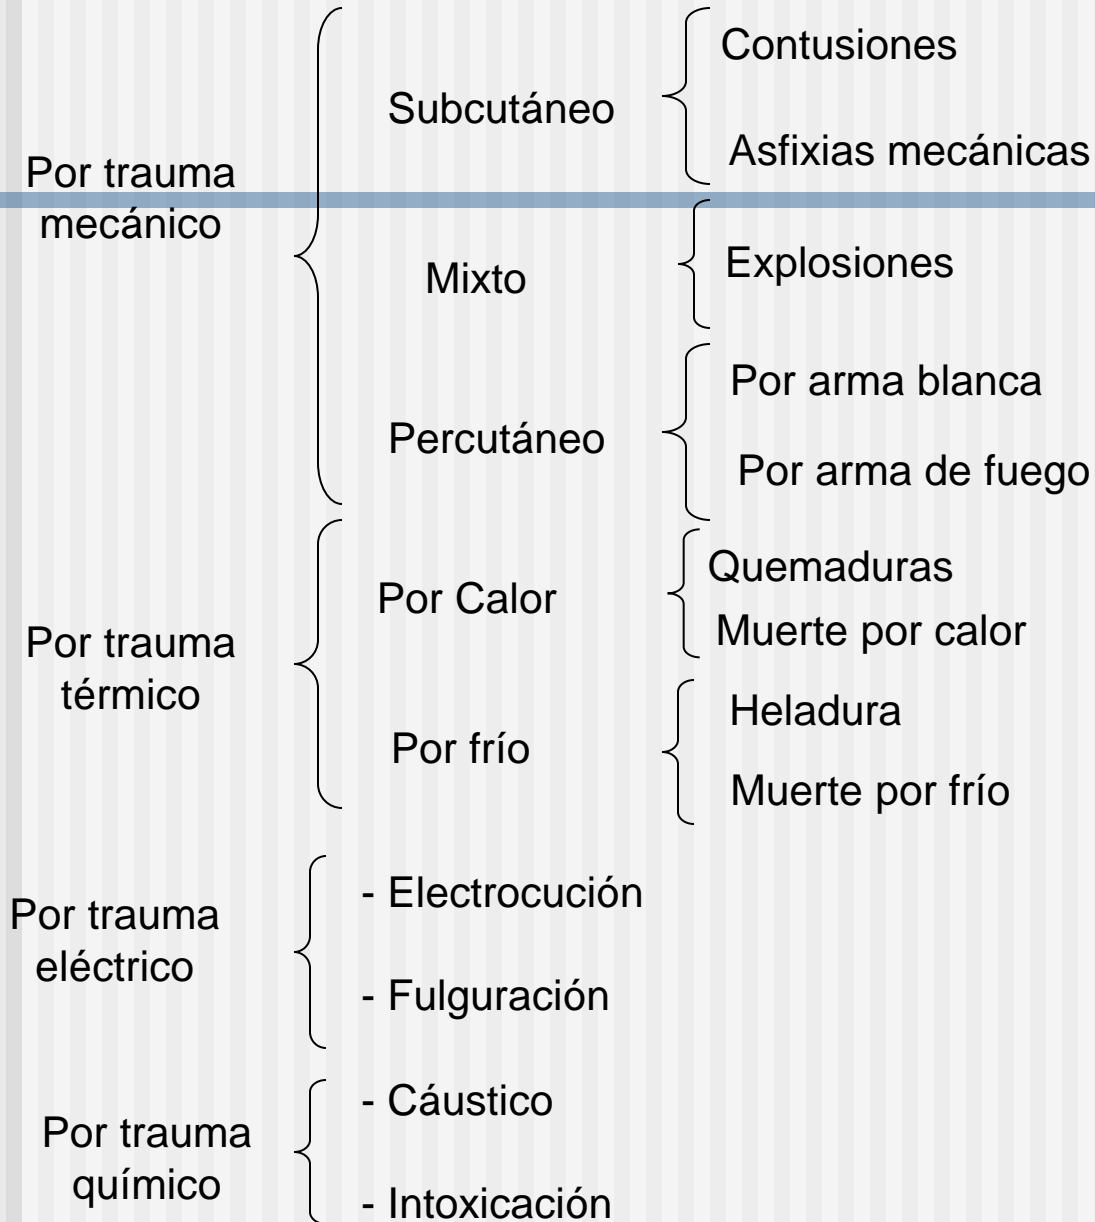 Por trauma
mecánico
Subcutáneo
Contusiones
Asfixias mecánicas
Mixto
Explosiones
Percutáneo
Por arma blanca
Por arma de fuego
Por trauma
térmico
Por Calor
Quemaduras
Muerte por calor
Por frío
Heladura
Muerte por frío
Por trauma
eléctrico
- Electrocución
- Fulguración
Por trauma
químico
- Cáustico
- Intoxicación